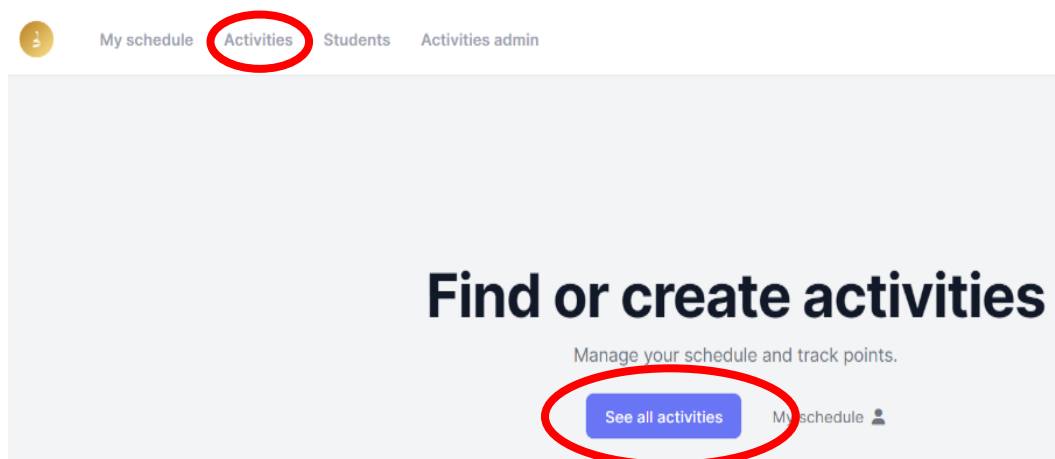 My schedule Activities Students Activities admin
Find or create activities
Manage your schedule and track points.
See all activities My schedule